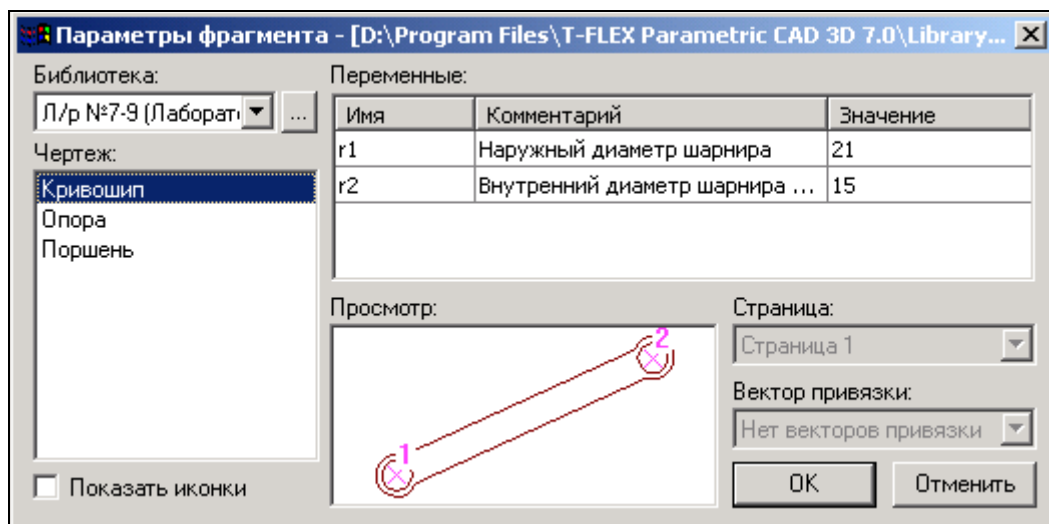 Параметры фрагмента - [D:\Program Files\T-FLEX Parametric CAD 3D 7.0\Library...
Библиотека:
Л/р №7-9 (Лаборат
...
Чертеж:
Кривошип
Опора
Поршень
Показать иконки
Переменные:
Имя Комментарий Значение
r1 Наружный диаметр шарнира 21
r2 Внутренний диаметр шарнира ... 15
Просмотр:
2
1
Страница:
Страница 1
Вектор привязки:
Нет векторов привязки
OK Отменить